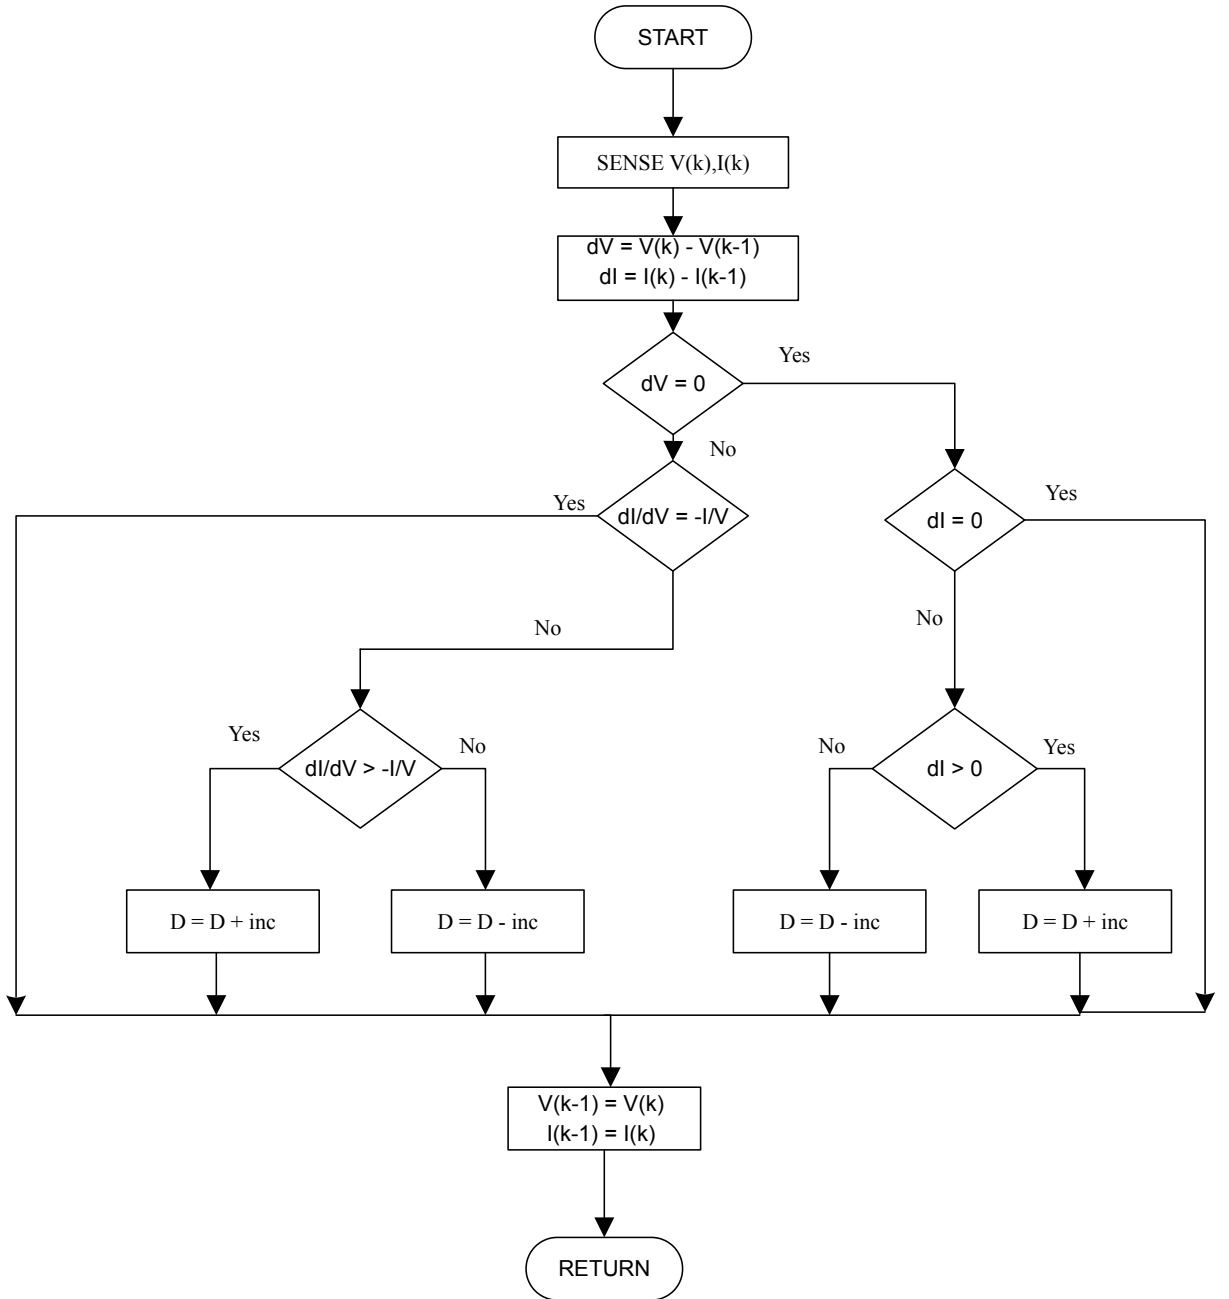 START
SENSE V(k),I(k)
dV = V(k) - V(k-1)
dI = I(k) - I(k-1)
dV = 0
Yes
No
dI/dV = -I/V
Yes
No
dI = 0
Yes
No
dI/dV > -I/V
Yes
No
dI > 0
No
Yes
D = D + inc
D = D - inc
D = D - inc
D = D + inc
V(k-1) = V(k)
I(k-1) = I(k)
RETURN